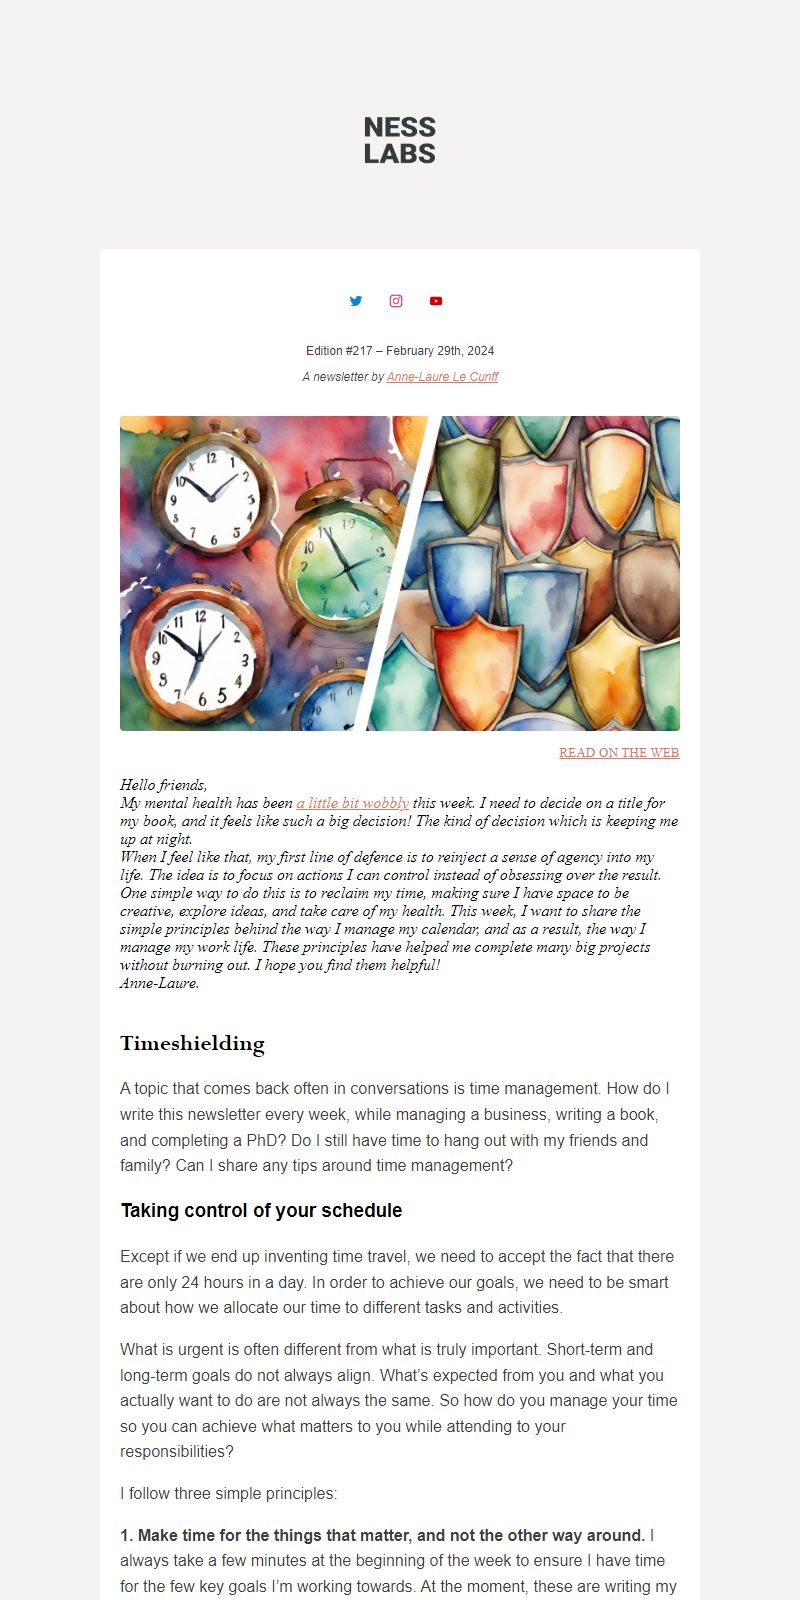 NESS
LABS
Edition #217 – February 29th, 2024
A newsletter by Anne-Laure Le Cunff
READ ON THE WEB
Hello friends,
My mental health has been a little bit wobbly this week. I need to decide on a title for
my book, and it feels like such a big decision! The kind of decision which is keeping me
up at night.
When I feel like that, my first line of defence is to reinject a sense of agency into my
life. The idea is to focus on actions I can control instead of obsessing over the result.
One simple way to do this is to reclaim my time, making sure I have space to be
creative, explore ideas, and take care of my health. This week, I want to share the
simple principles behind the way I manage my calendar, and as a result, the way I
manage my work life. These principles have helped me complete many big projects
without burning out. I hope you find them helpful!
Anne-Laure.
Timeshielding
A topic that comes back often in conversations is time management. How do I
write this newsletter every week, while managing a business, writing a book,
and completing a PhD? Do I still have time to hang out with my friends and
family? Can I share any tips around time management?
Taking control of your schedule
Except if we end up inventing time travel, we need to accept the fact that there
are only 24 hours in a day. In order to achieve our goals, we need to be smart
about how we allocate our time to different tasks and activities.
What is urgent is often different from what is truly important. Short-term and
long-term goals do not always align. What’s expected from you and what you
actually want to do are not always the same. So how do you manage your time
so you can achieve what matters to you while attending to your
responsibilities?
I follow three simple principles:
1. Make time for the things that matter, and not the other way around. I
always take a few minutes at the beginning of the week to ensure I have time
for the few key goals I’m working towards. At the moment, these are writing my